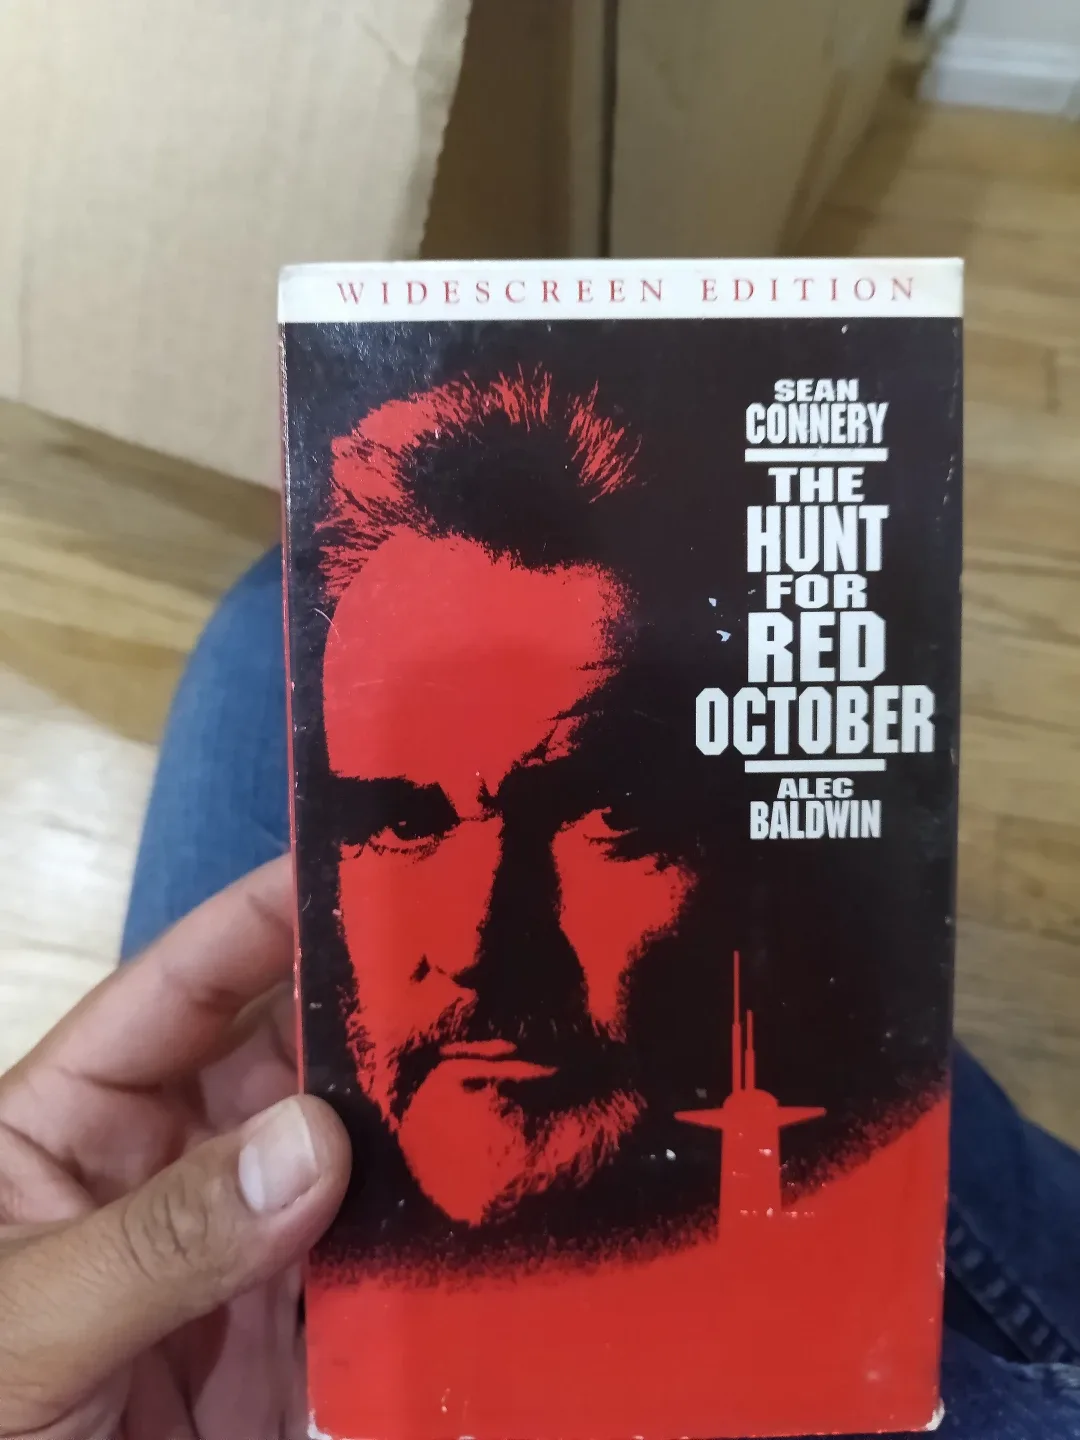 WIDESCREEN EDITION
SEAN
CONNERY
THE
HUNT
FOR
RED
OCTOBER
ALEC
BALDWIN